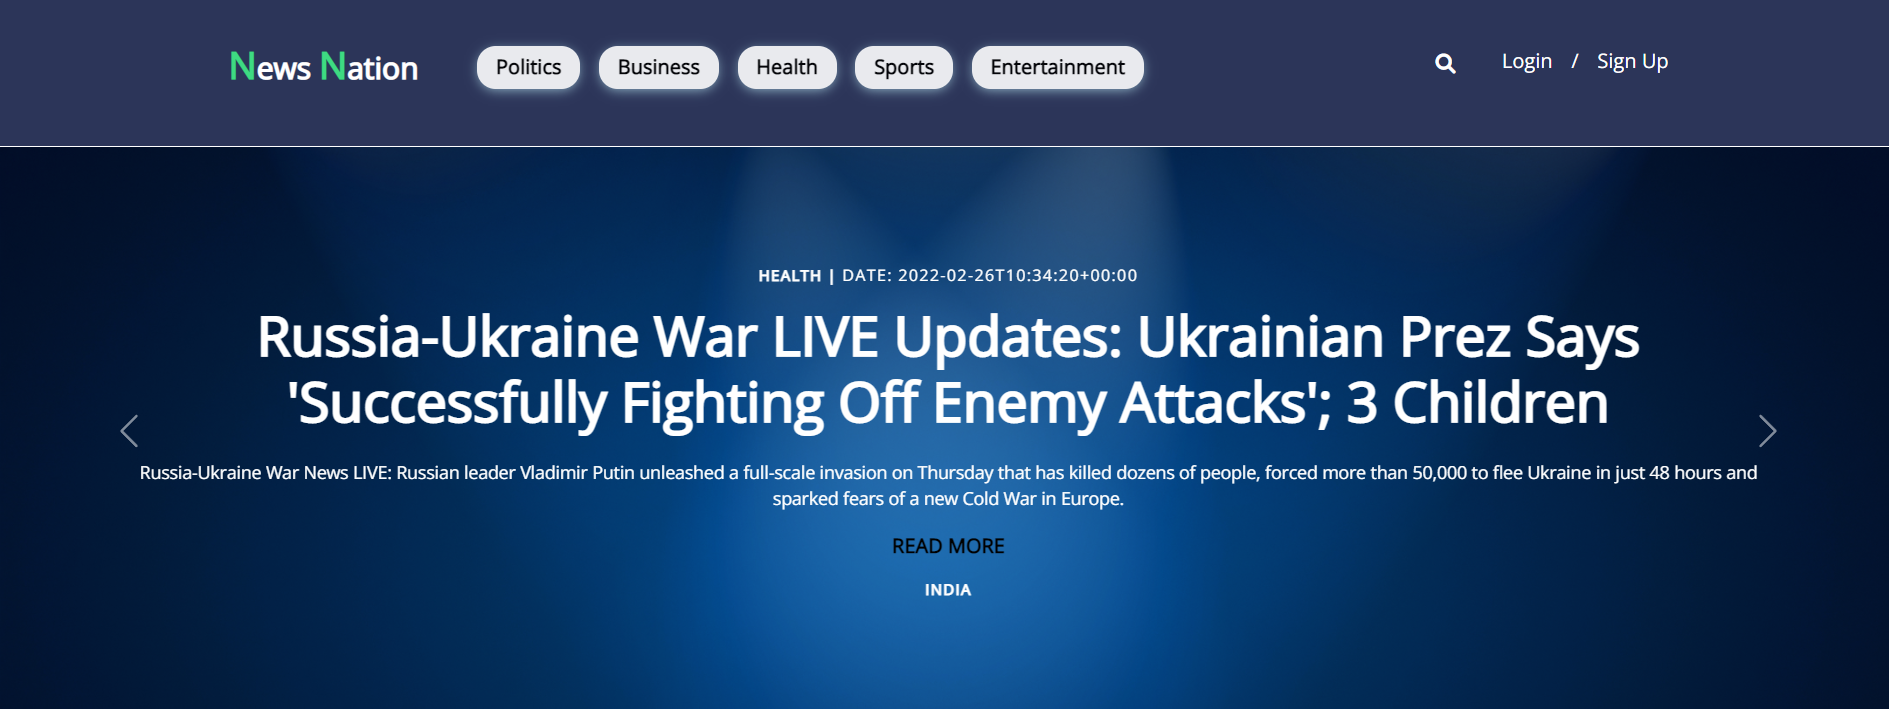 News Nation
Politics
Business
Health
Sports
Entertainment
Login / Sign Up
HEALTH | DATE: 2022-02-26T10:34:20+00:00
Russia-Ukraine War LIVE Updates: Ukrainian Prez Says
'Successfully Fighting Off Enemy Attacks'; 3 Children
Russia-Ukraine War News LIVE: Russian leader Vladimir Putin unleashed a full-scale invasion on Thursday that has killed dozens of people, forced more than 50,000 to flee Ukraine in just 48 hours and
sparked fears of a new Cold War in Europe.
READ MORE
INDIA